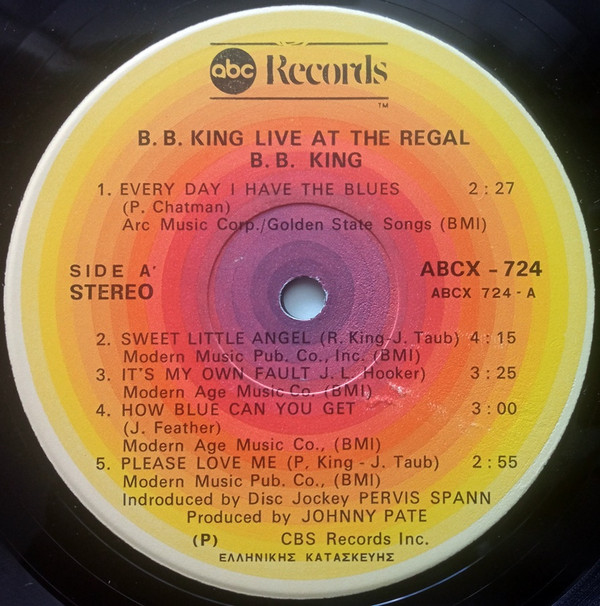 abc Records
TM
B. B. KING LIVE AT THE REGAL
B. B. KING
1. EVERY DAY I HAVE THE BLUES 2 : 27
(P. Chatman)
Arc Music Corp./Golden State Songs (BMI)
SIDE A'
STEREO
ABCX - 724
ABCX 724 - A
2. SWEET LITTLE ANGEL (R. King-J. Taub) 4 : 15
Modern Music Pub. Co., Inc. (BMI)
3. IT'S MY OWN FAULT J. L. Hooker) 3 : 25
Modern Age Music Co. (BMI)
4. HOW BLUE CAN YOU GET 3 : 00
(J. Feather)
Modern Age Music Co., (BMI)
5. PLEASE LOVE ME (P. King - J. Taub) 2 : 55
Modern Music Pub. Co., (BMI)
Indroduced by Disc Jockey PERVIS SPANN
Produced by JOHNNY PATE
(P) CBS Records Inc.
ΕΛΛΗΝΙΚΗΣ ΚΑΤΑΣΚΕΥΗΣ